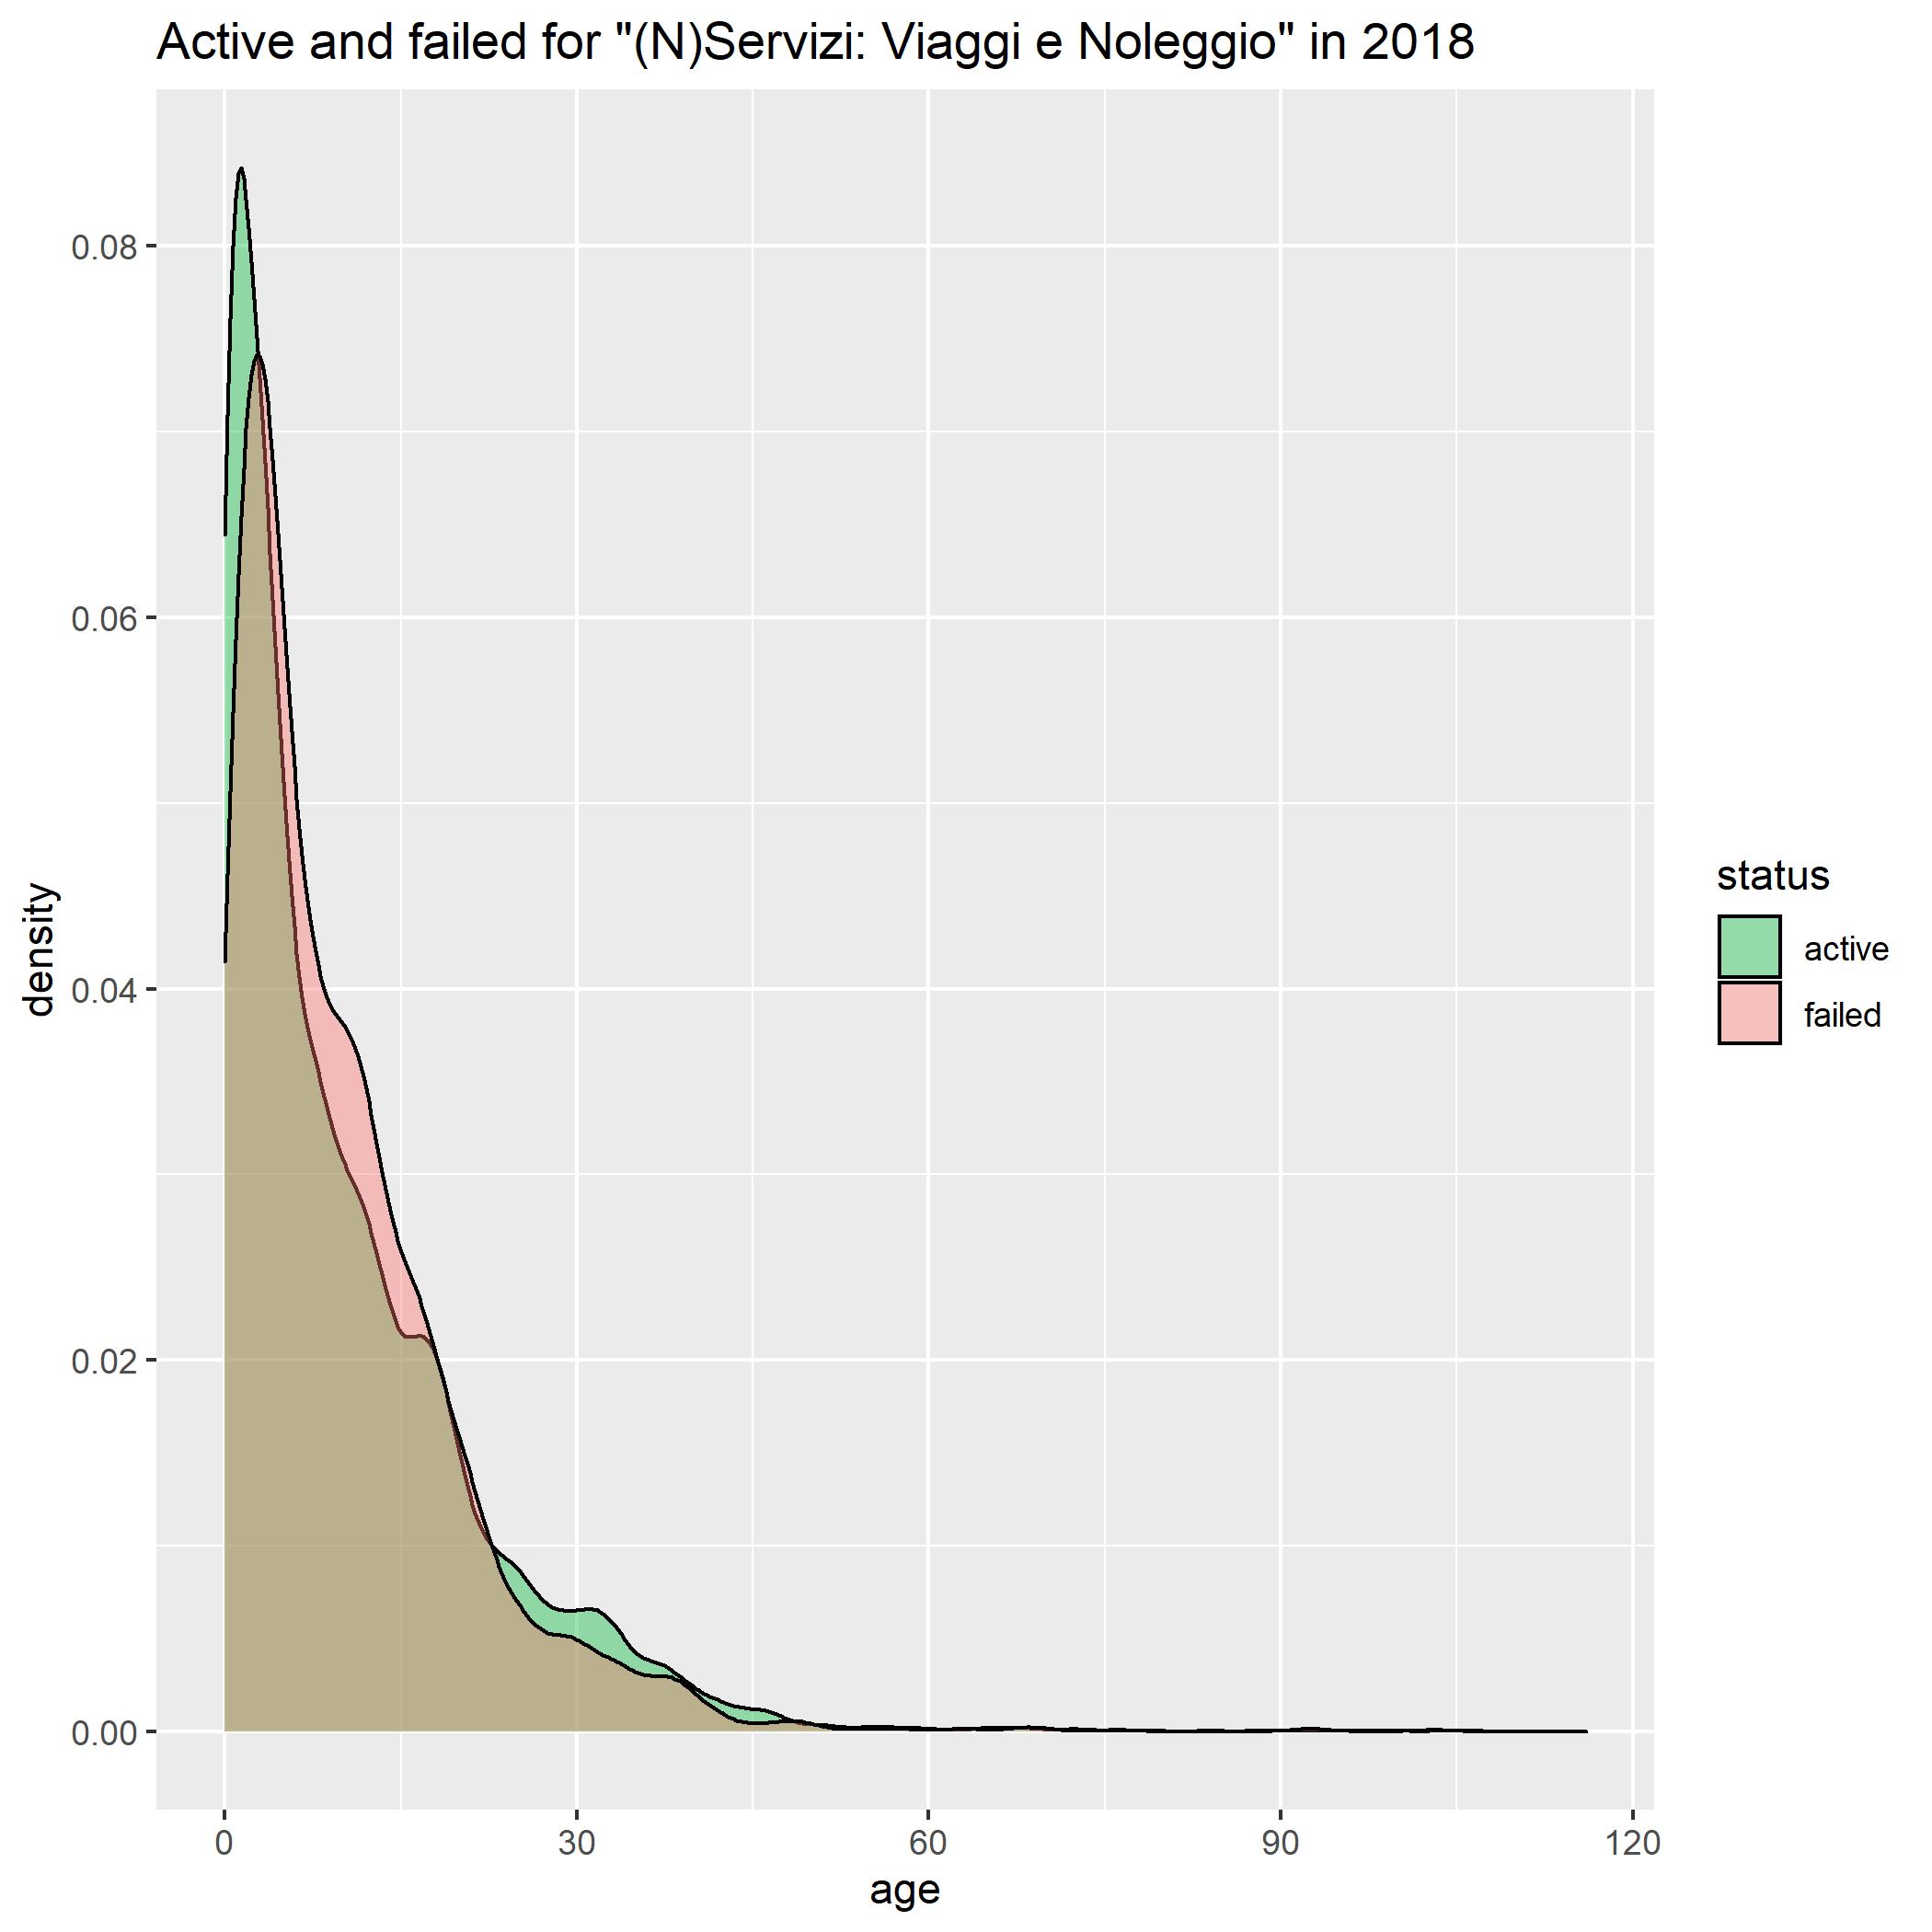 Active and failed for "(N)Servizi: Viaggi e Noleggio" in 2018
0.08
0.06
0.04
0.02
0.00
density
0 30 60 90 120
age
status
active
failed